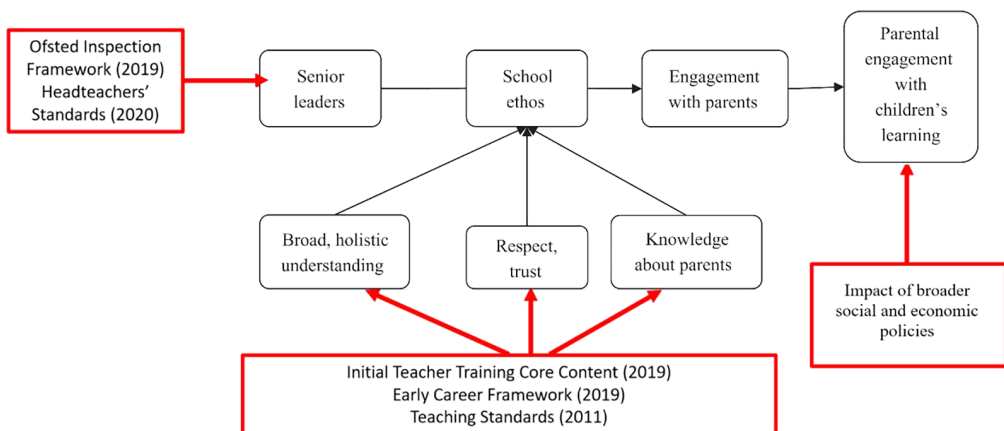 Ofsted Inspection
Framework (2019)
Headteachers’
Standards (2020)
Senior
leaders
School
ethos
Engagement
with parents
Parental
engagement
with
children’s
learning
Broad, holistic
understanding
Respect,
trust
Knowledge
about parents
Impact of broader
social and economic
policies
Initial Teacher Training Core Content (2019)
Early Career Framework (2019)
Teaching Standards (2011)